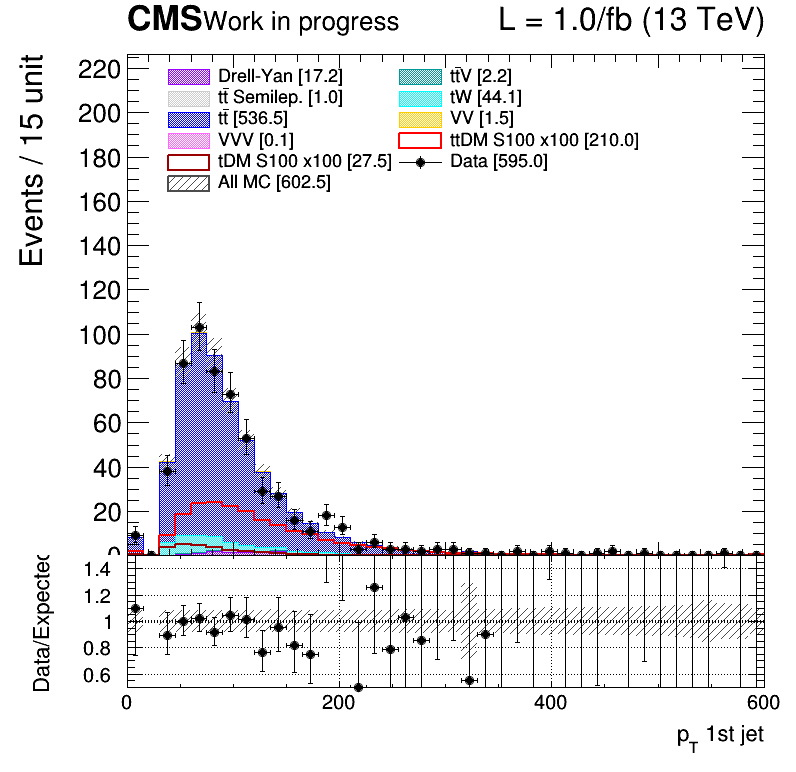 CMS Work in progress L = 1.0/fb (13 TeV)
Events / 15 unit
220
200
180
160
140
120
100
80
60
40
20
0
Drell-Yan [17.2] tt̄V [2.2]
tt̄ Semilep. [1.0] tW [44.1]
tt̄ [536.5] VV [1.5]
VVV [0.1] ttDM S100 x100 [210.0]
tDM S100 x100 [27.5] Data [595.0]
All MC [602.5]
Data/Expected
1.4
1.2
1
0.8
0.6
0 200 400 600
p_T 1st jet